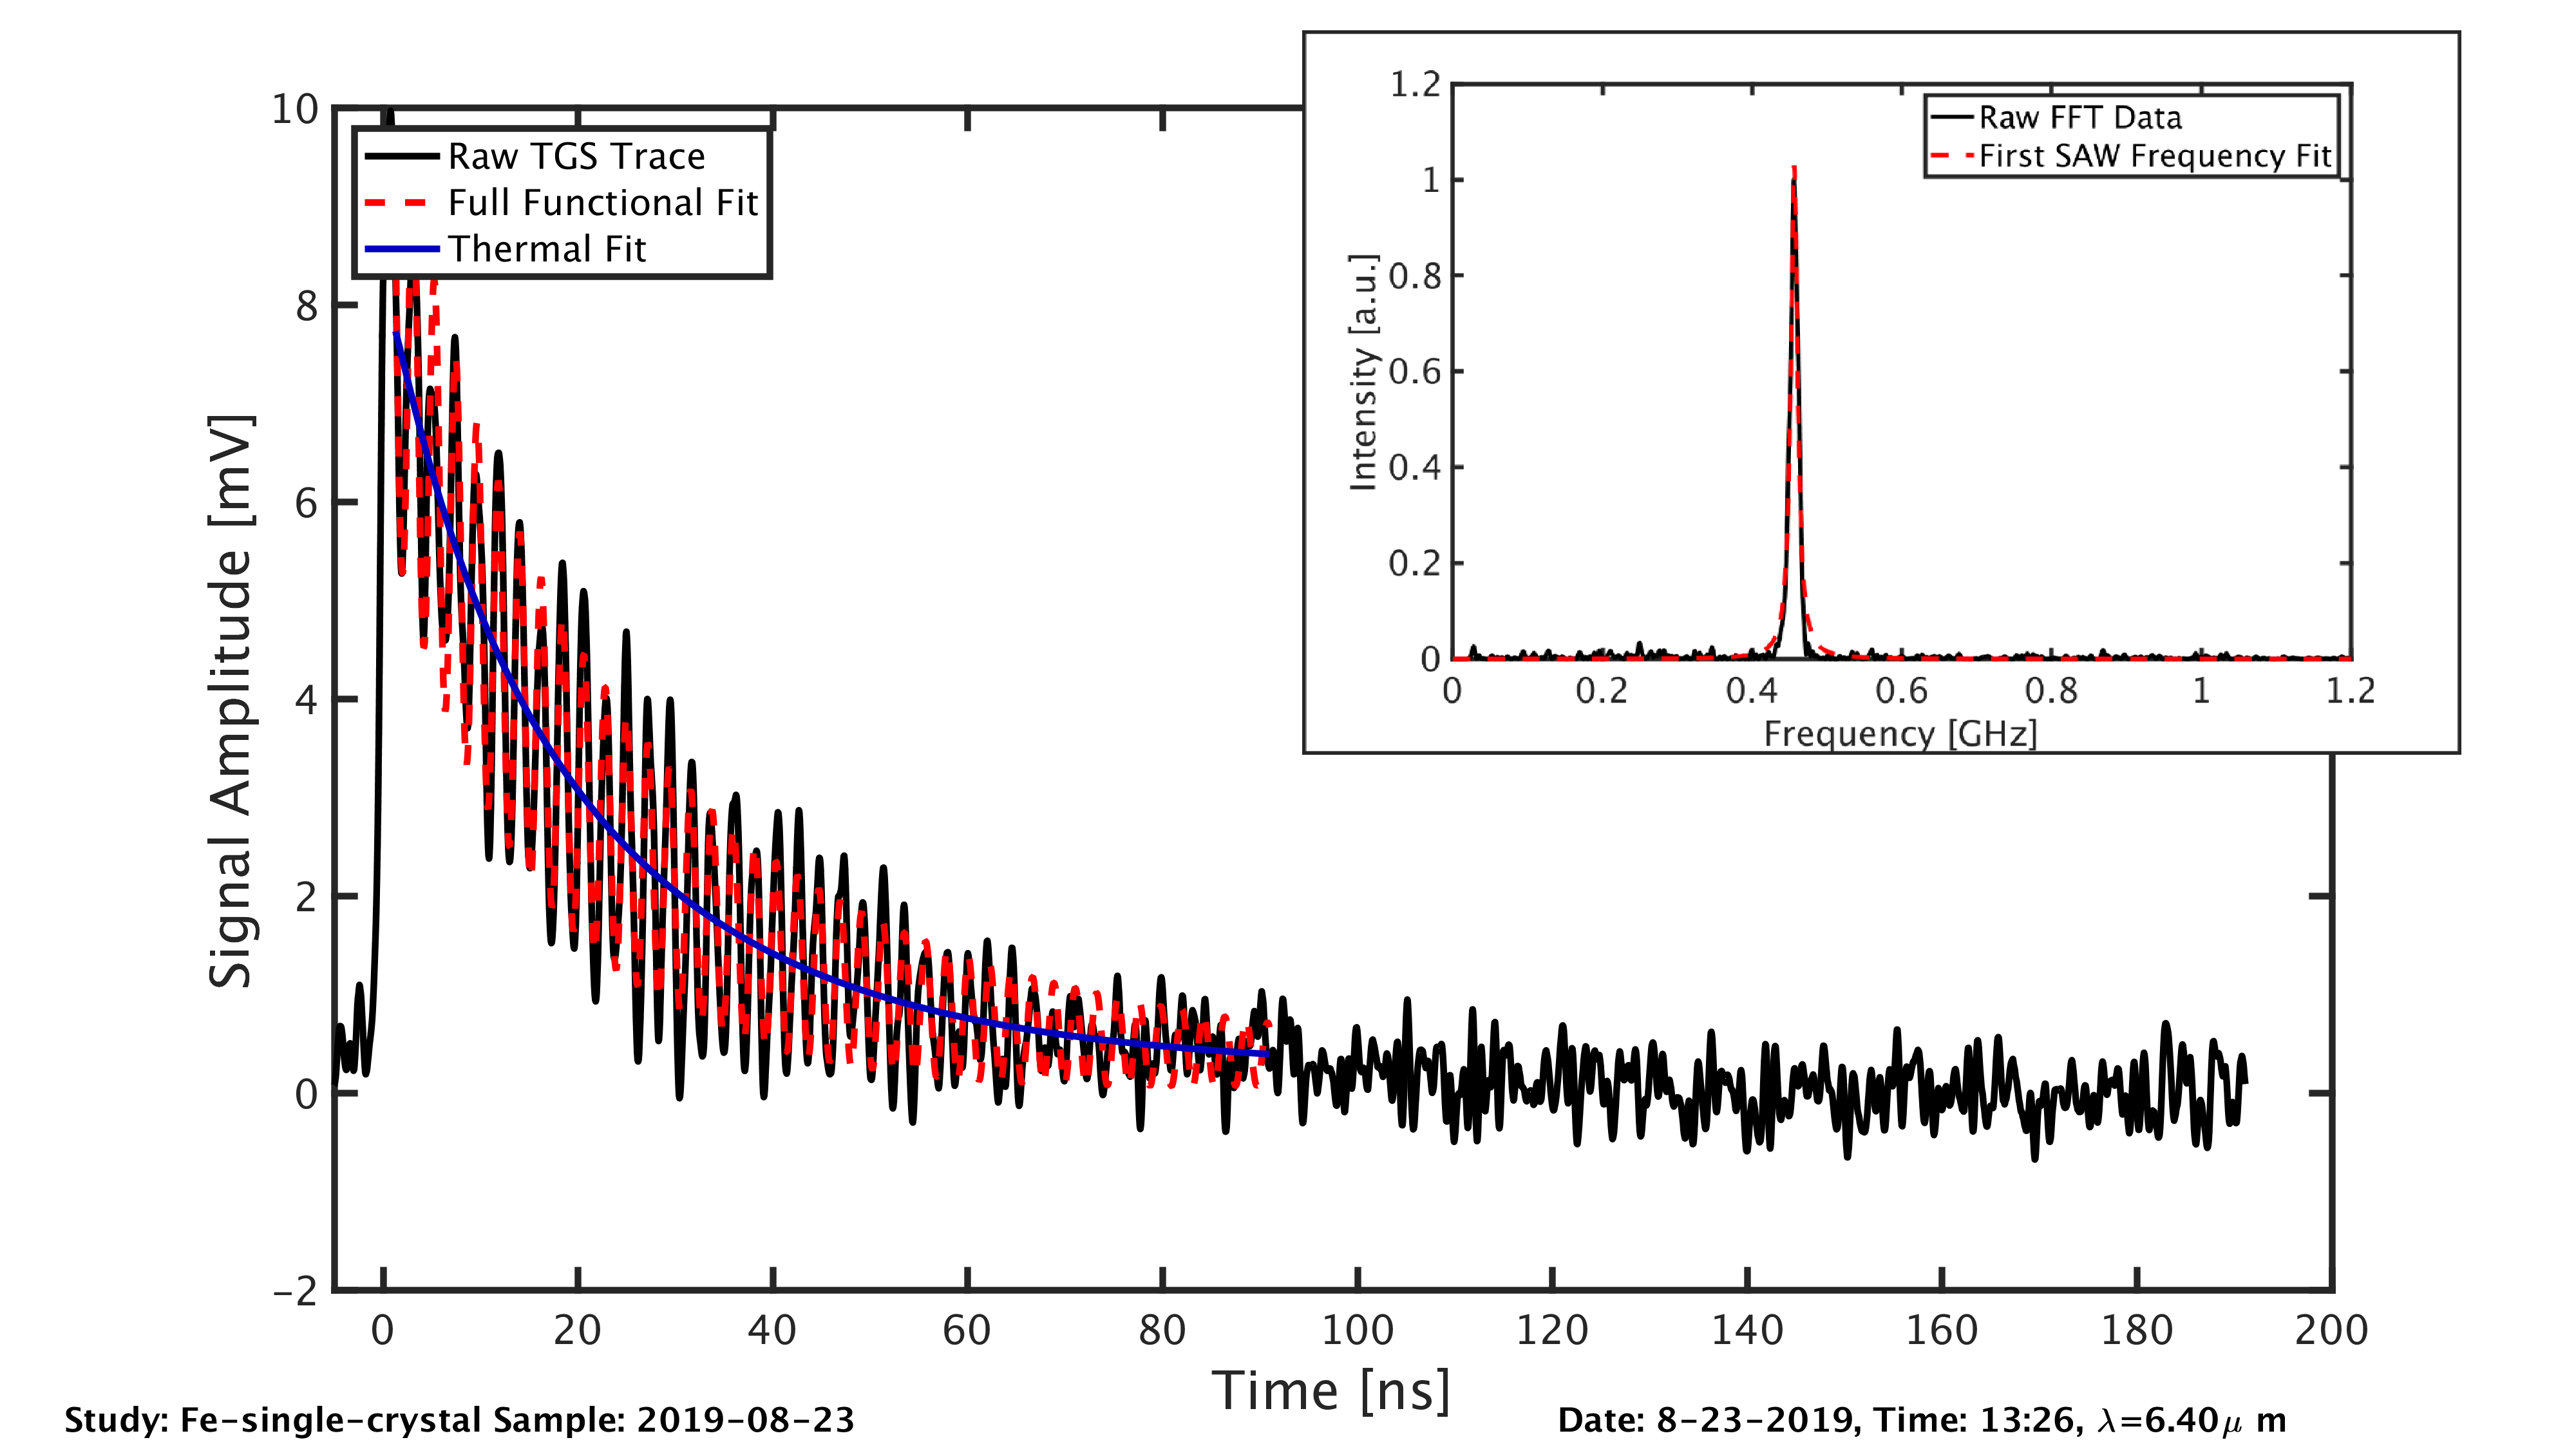 10
8
6
4
2
0
-2
Signal Amplitude [mV]
Raw TGS Trace
Full Functional Fit
Thermal Fit
0 20 40 60 80 100 120 140 160 180 200
Time [ns]
1.2
1
0.8
0.6
0.4
0.2
0
Intensity [a.u.]
Raw FFT Data
First SAW Frequency Fit
0 0.2 0.4 0.6 0.8 1 1.2
Frequency [GHz]
Study: Fe-single-crystal Sample: 2019-08-23
Date: 8-23-2019, Time: 13:26, λ=6.40μ m